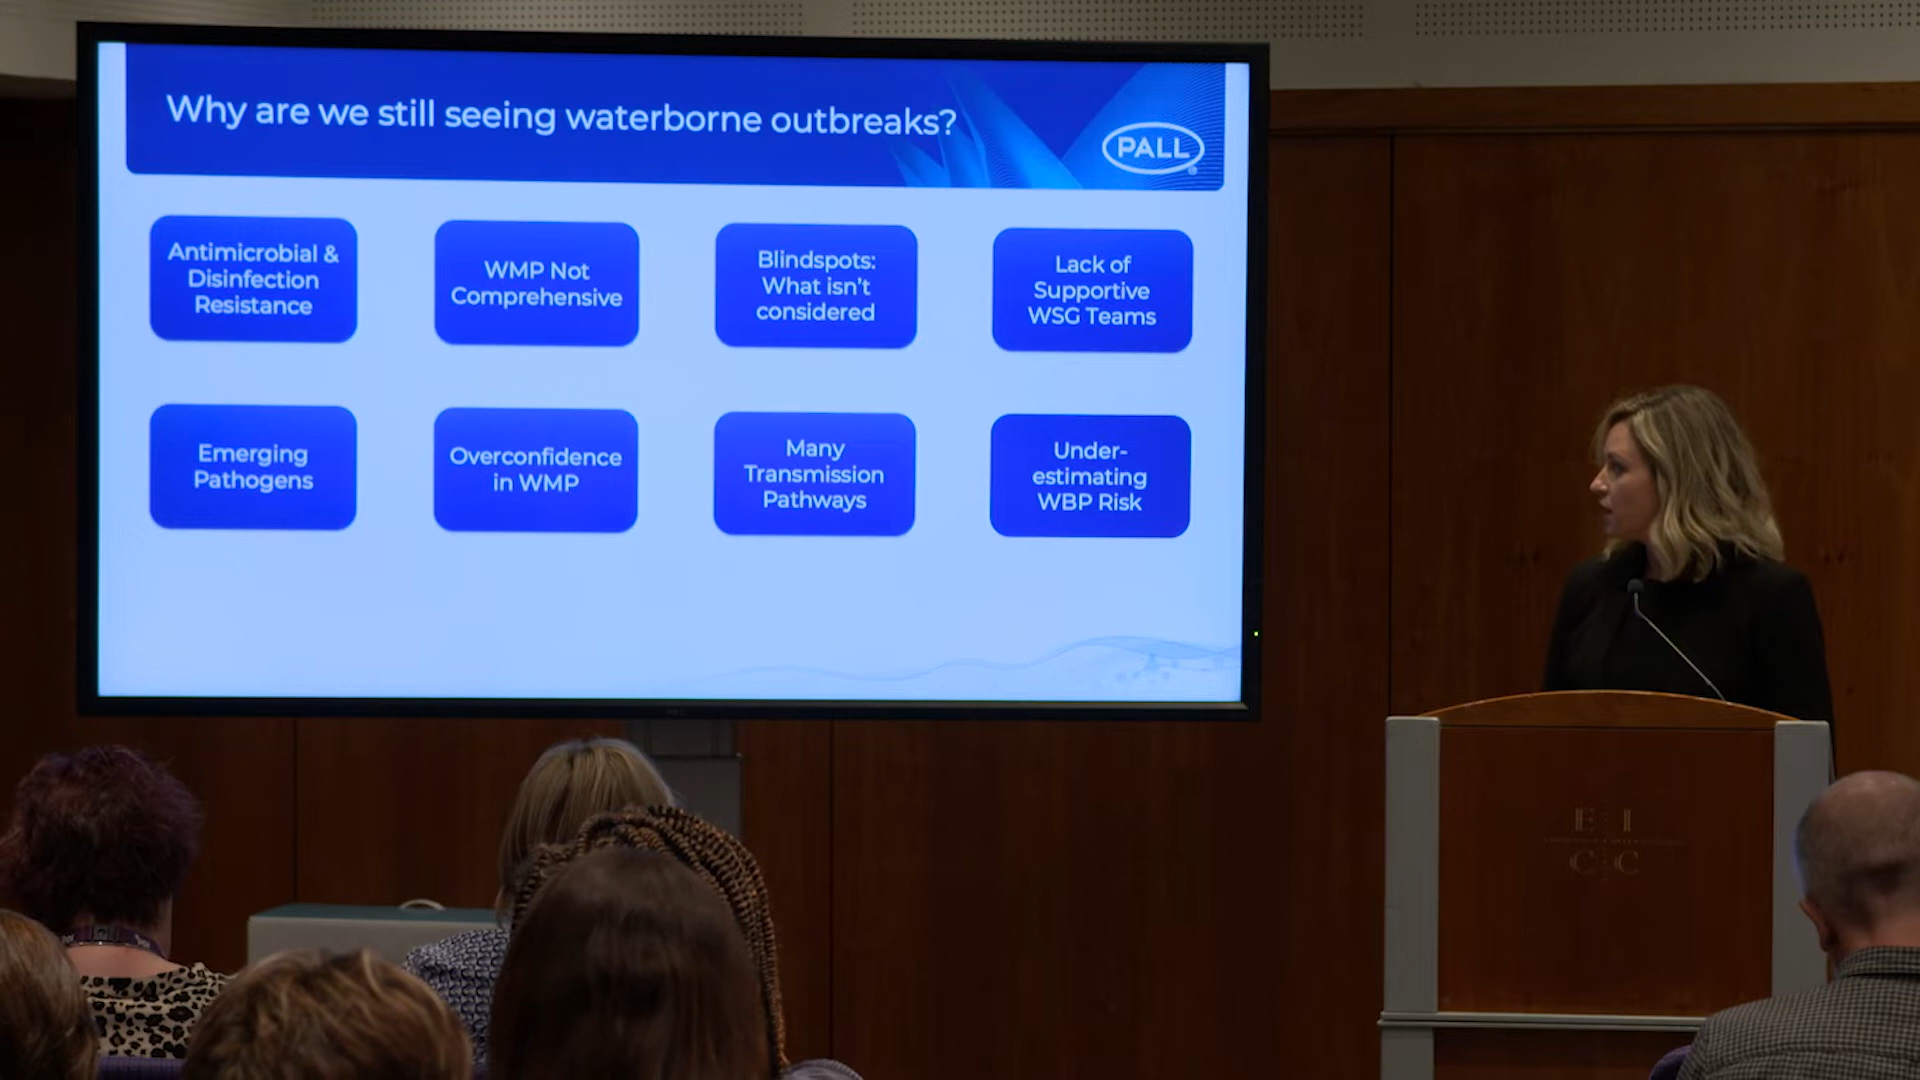 Why are we still seeing waterborne outbreaks?
PALL
Antimicrobial &
Disinfection
Resistance
WMP Not
Comprehensive
Blindspots:
What isn't
considered
Lack of
Supportive
WSG Teams
Emerging
Pathogens
Overconfidence
in WMP
Many
Transmission
Pathways
Under-
estimating
WBP Risk
E I
C C